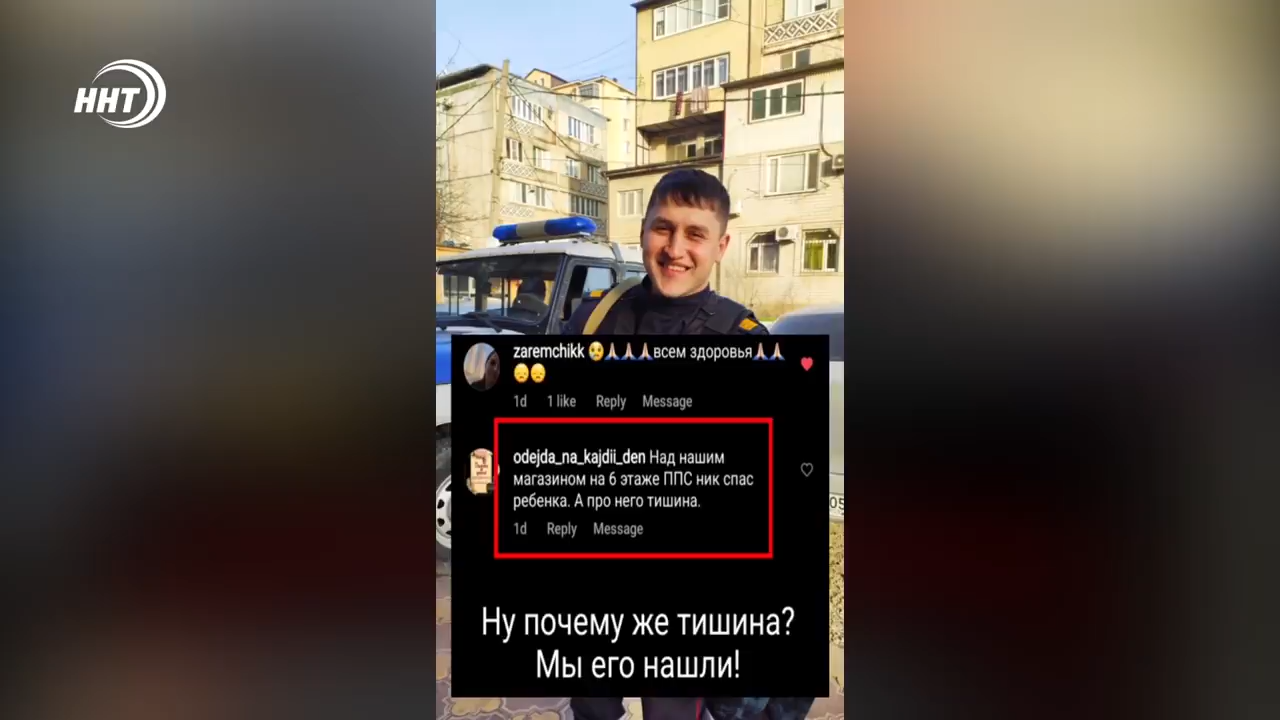 ННТ
zaremchikk 😢🙏🏻🙏🏻🙏🏻всем здоровья🙏🏻🙏🏻
😞😞
1d 1 like Reply Message
odejda_na_kajdii_den Над нашим
магазином на 6 этаже ППС ник спас
ребенка. А про него тишина.
1d Reply Message
Ну почему же тишина?
Мы его нашли!
05